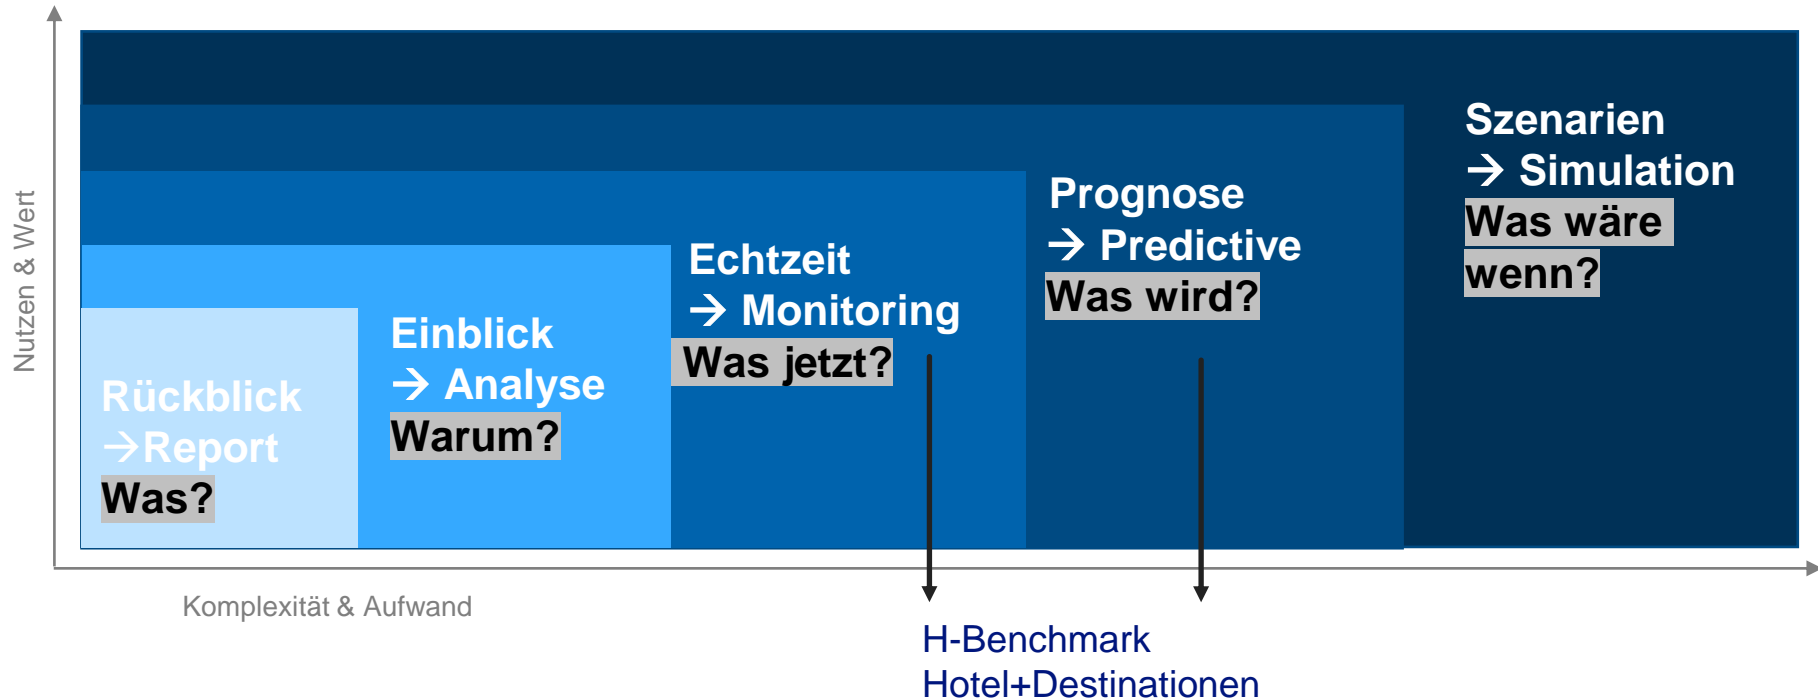 Nutzen & Wert
Rückblick
→Report
Was?
Einblick
→ Analyse
Warum?
Echtzeit
→ Monitoring
Was jetzt?
Prognose
→ Predictive
Was wird?
Szenarien
→ Simulation
Was wäre
wenn?
Komplexität & Aufwand
H-Benchmark
Hotel+Destinationen